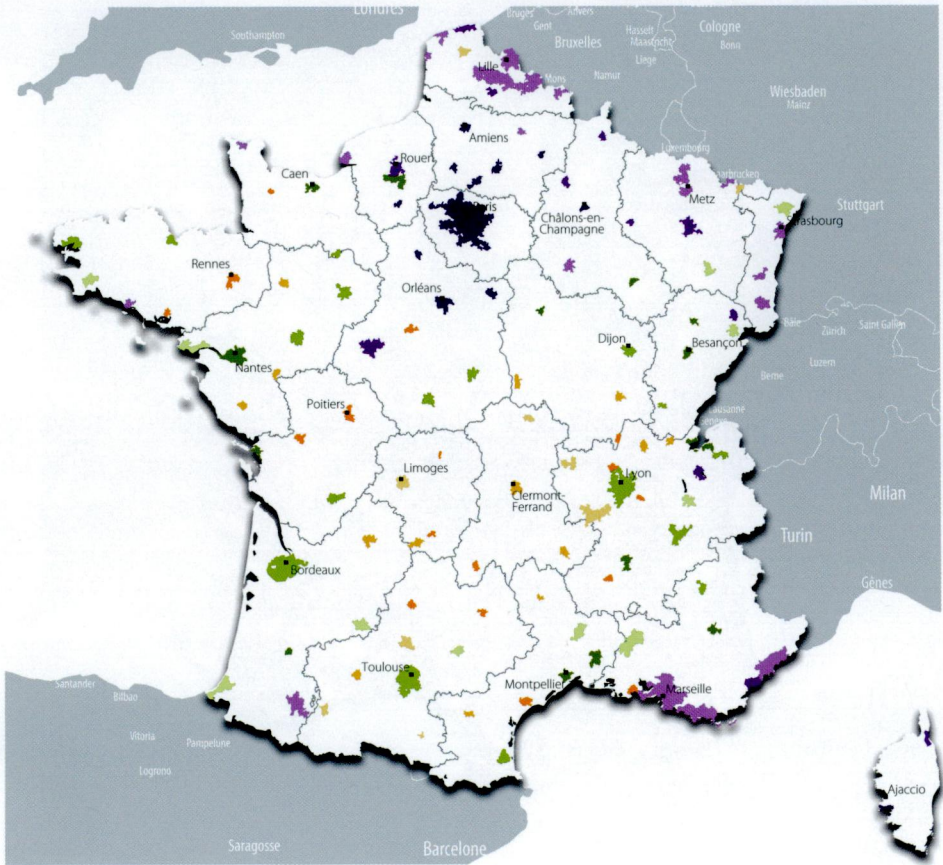 Londres
Bruges
Anvers
Gent
Hasselt
Cologne
Southampton
Bruxelles
Maastricht
Bonn
Liege
Lille
Mons
Namur
Wiesbaden
Mainz
Amiens
Luxembourg
Rouen
Caen
Saarbrucken
Metz
Paris
Châlons-en-
Champagne
Stuttgart
Strasbourg
Rennes
Orléans
Dijon
Besançon
Bâle
Zürich
Saint Gallen
Nantes
Luzern
Berne
Poitiers
Lausanne
Limoges
Lyon
Clermont-
Ferrand
Milan
Turin
Bordeaux
Gênes
Toulouse
Montpellier
Marseille
Santander
Bilbao
Vitoria
Pampelune
Logrono
Ajaccio
Saragosse
Barcelone